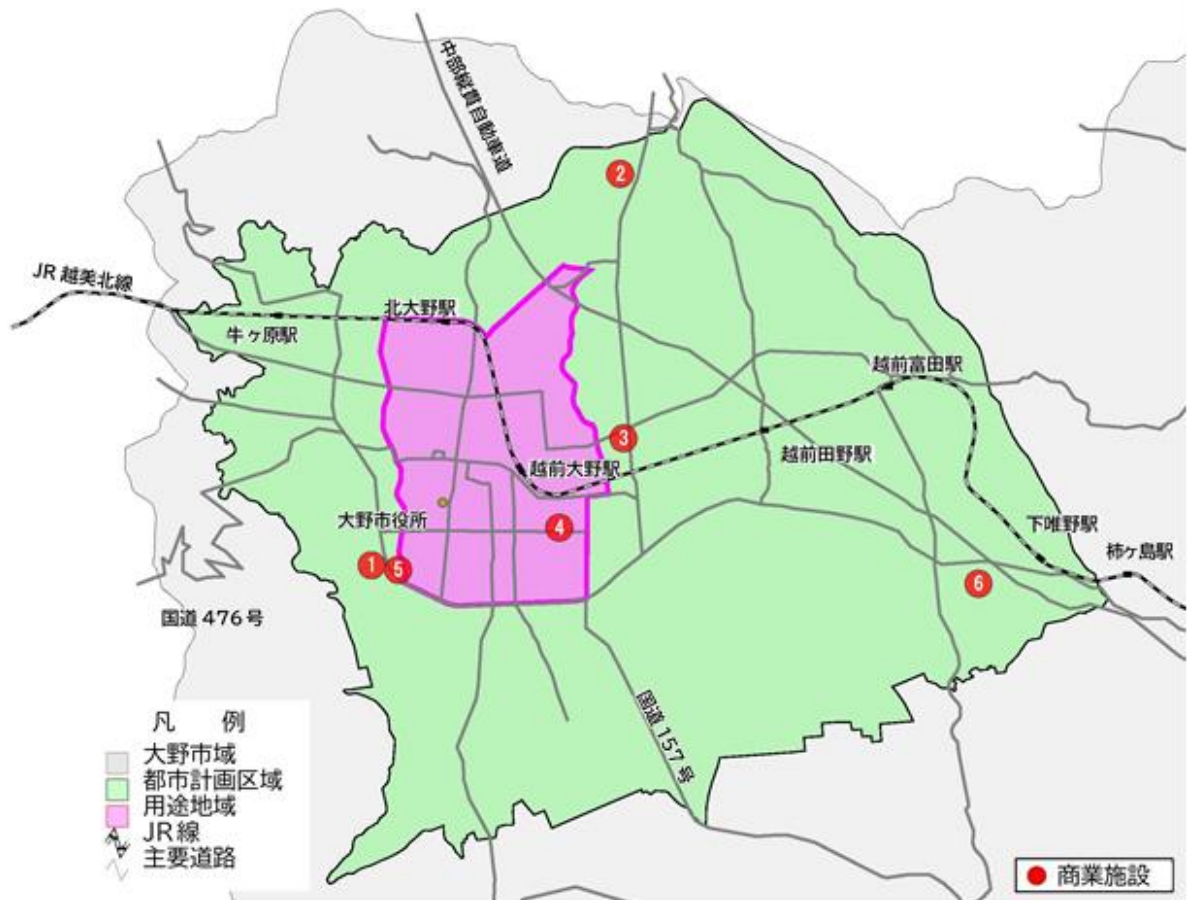 中部縦貫自動車道
2
JR 越美北線
北大野駅
牛ヶ原駅
越前富田駅
3
越前大野駅
越前田野駅
大野市役所
4
下唯野駅
柿ヶ島駅
1
5
6
国道 476 号
国道 157 号
凡 例
大野市域
都市計画区域
用途地域
JR 線
主要道路
商業施設